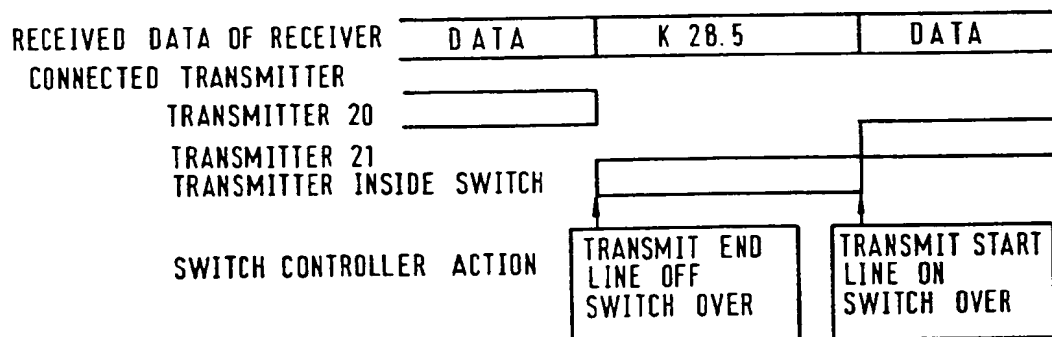 RECEIVED DATA OF RECEIVER DATA K 28.5 DATA
CONNECTED TRANSMITTER
TRANSMITTER 20
TRANSMITTER 21
TRANSMITTER INSIDE SWITCH
SWITCH CONTROLLER ACTION
TRANSMIT END
LINE OFF
SWITCH OVER
TRANSMIT START
LINE ON
SWITCH OVER